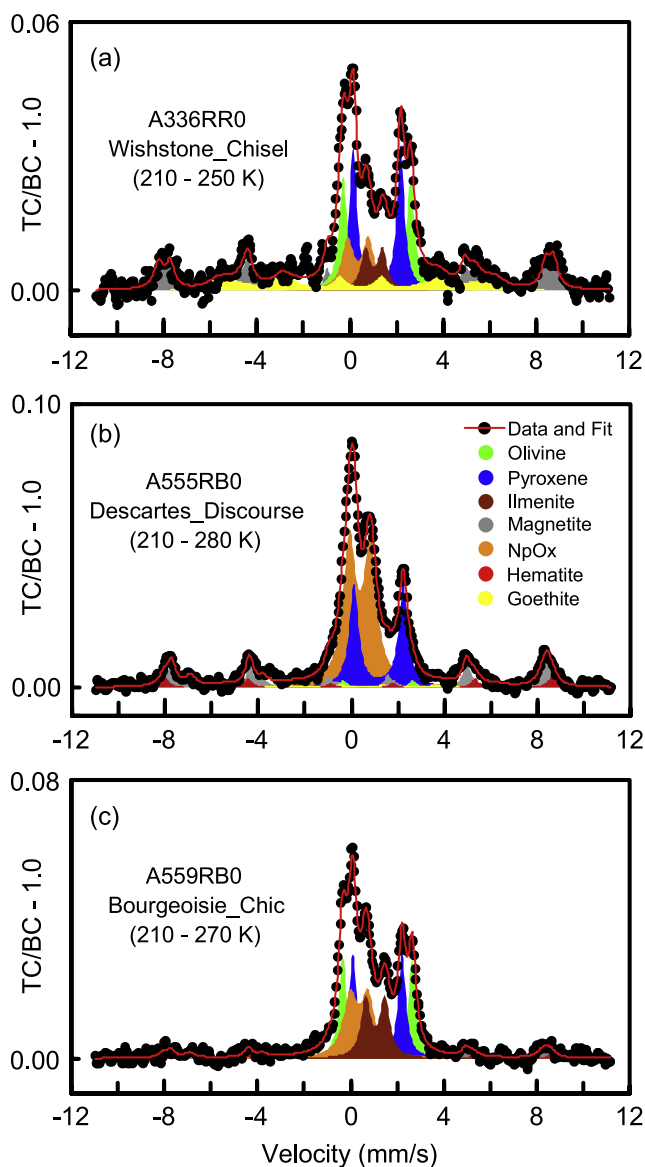 0.06
(a)
A336RR0
Wishstone_Chisel
(210 - 250 K)
TC/BC - 1.0
0.00
-12 -8 -4 0 4 8 12
0.10
(b)
A555RB0
Descartes_Discourse
(210 - 280 K)
TC/BC - 1.0
Data and Fit
Olivine
Pyroxene
Ilmenite
Magnetite
NpOx
Hematite
Goethite
0.00
-12 -8 -4 0 4 8 12
0.08
(c)
A559RB0
Bourgeoisie_Chic
(210 - 270 K)
TC/BC - 1.0
0.00
-12 -8 -4 0 4 8 12
Velocity (mm/s)